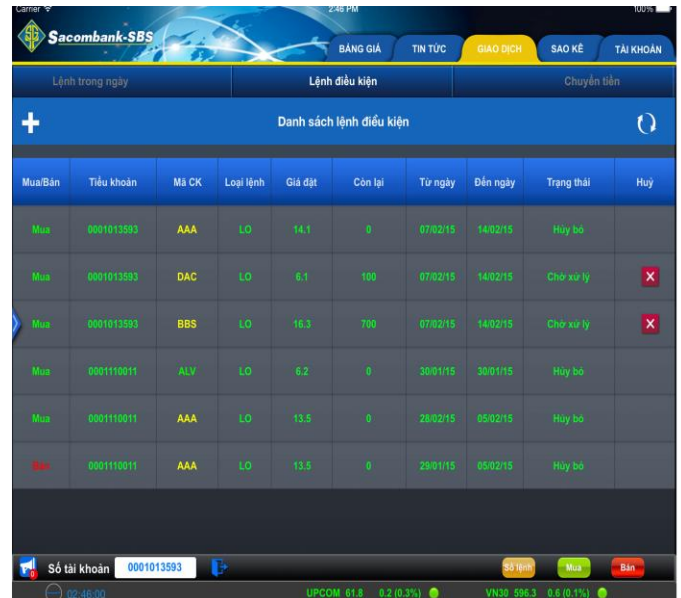 Carrier 2:46 PM 100%
Sacombank-SBS
BẢNG GIÁ TIN TỨC GIAO DỊCH SAO KÊ TÀI KHOẢN
Lệnh trong ngày Lệnh điều kiện Chuyển tiền
Danh sách lệnh điều kiện
Mua/Bán Tiểu khoản Mã CK Loại lệnh Giá đặt Còn lại Từ ngày Đến ngày Trạng thái Huỷ
Mua 0001013593 AAA LO 14.1 0 07/02/15 14/02/15 Hủy bỏ
Mua 0001013593 DAC LO 6.1 100 07/02/15 14/02/15 Chờ xử lý
Mua 0001013593 BBS LO 16.3 700 07/02/15 14/02/15 Chờ xử lý
Mua 0001110011 ALV LO 6.2 0 30/01/15 30/01/15 Hủy bỏ
Mua 0001110011 AAA LO 13.5 0 28/02/15 05/02/15 Hủy bỏ
Bán 0001110011 AAA LO 13.5 0 29/01/15 05/02/15 Hủy bỏ
0 Số tài khoản 0001013593 Sổ lệnh Mua Bán
02:46:00 UPCOM 61.8 0.2 (0.3%) VN30 596.3 0.6 (0.1%)